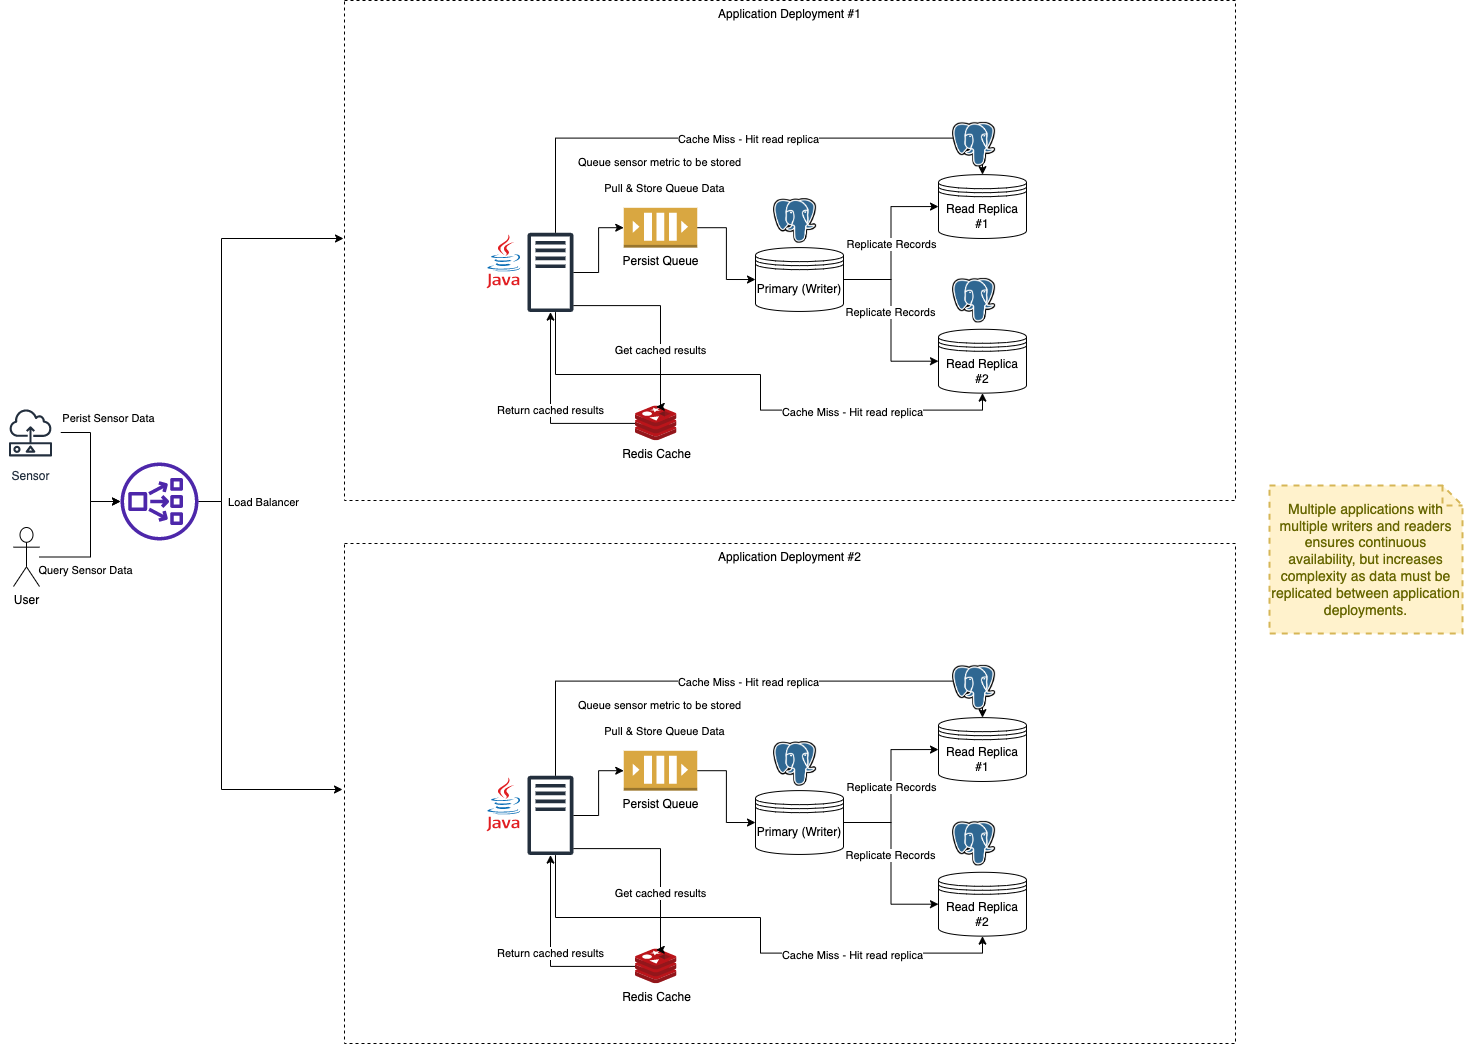 Application Deployment #1
Cache Miss - Hit read replica
Queue sensor metric to be stored
Pull & Store Queue Data
Read Replica
#1
Java
Persist Queue
Replicate Records
Primary (Writer)
Replicate Records
Get cached results
Read Replica
#2
Return cached results
Cache Miss - Hit read replica
Redis Cache
Perist Sensor Data
Sensor
Load Balancer
Query Sensor Data
User
Multiple applications with
multiple writers and readers
ensures continuous
availability, but increases
complexity as data must be
replicated between application
deployments.
Application Deployment #2
Cache Miss - Hit read replica
Queue sensor metric to be stored
Pull & Store Queue Data
Read Replica
#1
Java
Persist Queue
Replicate Records
Primary (Writer)
Replicate Records
Get cached results
Read Replica
#2
Return cached results
Cache Miss - Hit read replica
Redis Cache